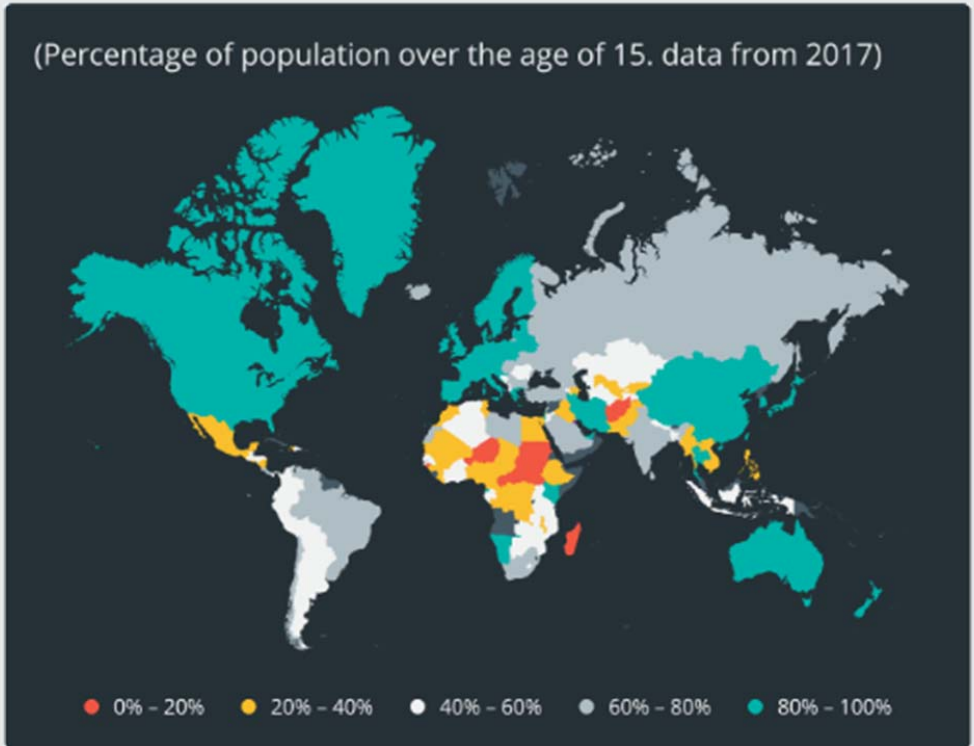 (Percentage of population over the age of 15. data from 2017)
0% – 20% 20% – 40% 40% – 60% 60% – 80% 80% – 100%